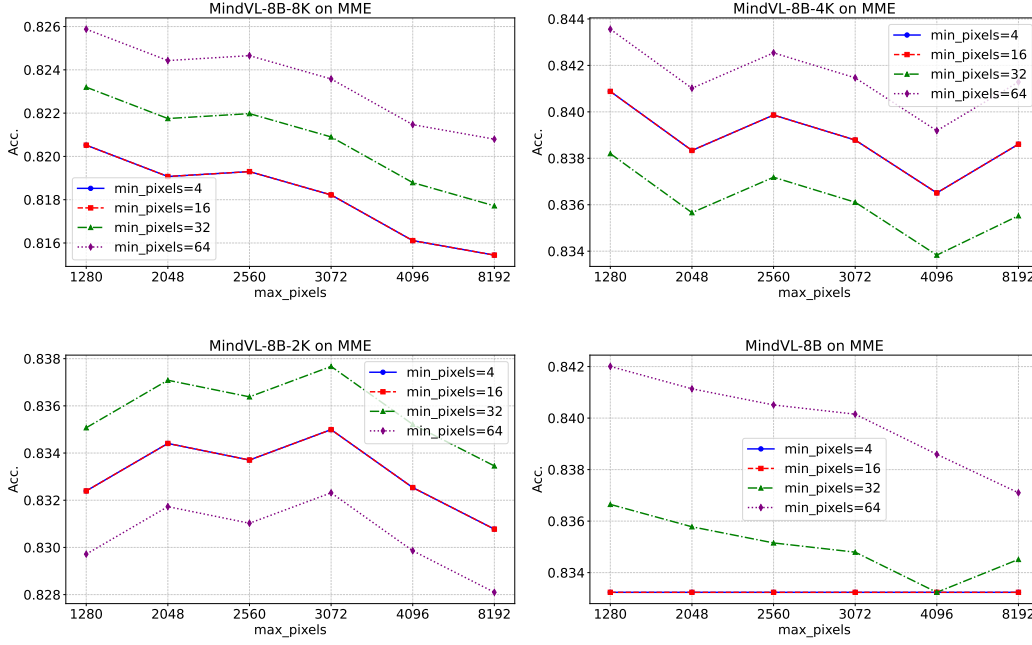 MindVL-8B-8K on MME
0.826
0.824
0.822
0.820
0.818
0.816
Acc.
min_pixels=4
min_pixels=16
min_pixels=32
min_pixels=64
1280 2048 2560 3072 4096 8192
max_pixels
MindVL-8B-4K on MME
0.844
0.842
0.840
0.838
0.836
0.834
Acc.
min_pixels=4
min_pixels=16
min_pixels=32
min_pixels=64
1280 2048 2560 3072 4096 8192
max_pixels
MindVL-8B-2K on MME
0.838
0.836
0.834
0.832
0.830
0.828
Acc.
min_pixels=4
min_pixels=16
min_pixels=32
min_pixels=64
1280 2048 2560 3072 4096 8192
max_pixels
MindVL-8B on MME
0.842
0.840
0.838
0.836
0.834
Acc.
min_pixels=4
min_pixels=16
min_pixels=32
min_pixels=64
1280 2048 2560 3072 4096 8192
max_pixels